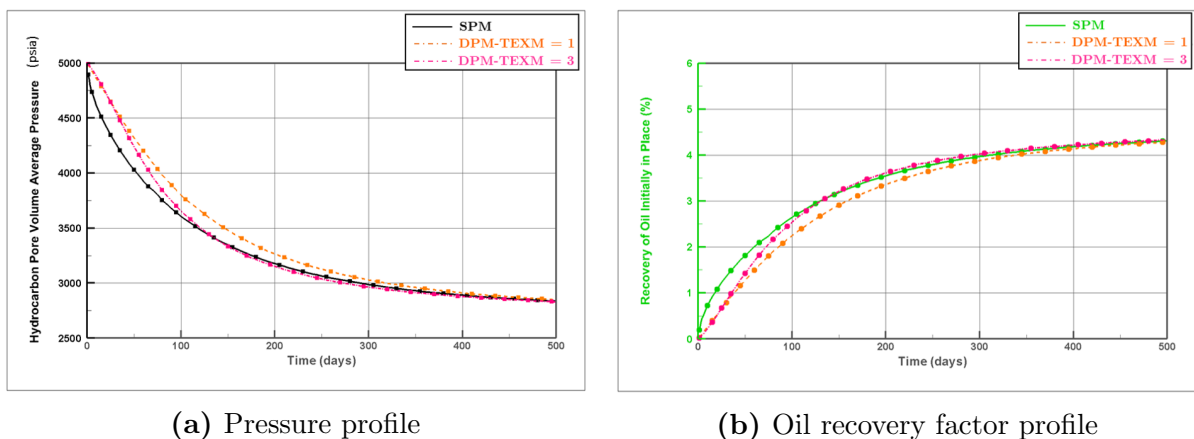 SPM
DPM-TEXM = 1
DPM-TEXM = 3
Hydrocarbon Pore Volume Average Pressure (psia)
5000
4500
4000
3500
3000
2500
0
100
200
300
400
500
Time (days)
(a) Pressure profile
SPM
DPM-TEXM = 1
DPM-TEXM = 3
Recovery of Oil Initially in Place (%)
6
5
4
3
2
1
0
0
100
200
300
400
500
Time (days)
(b) Oil recovery factor profile